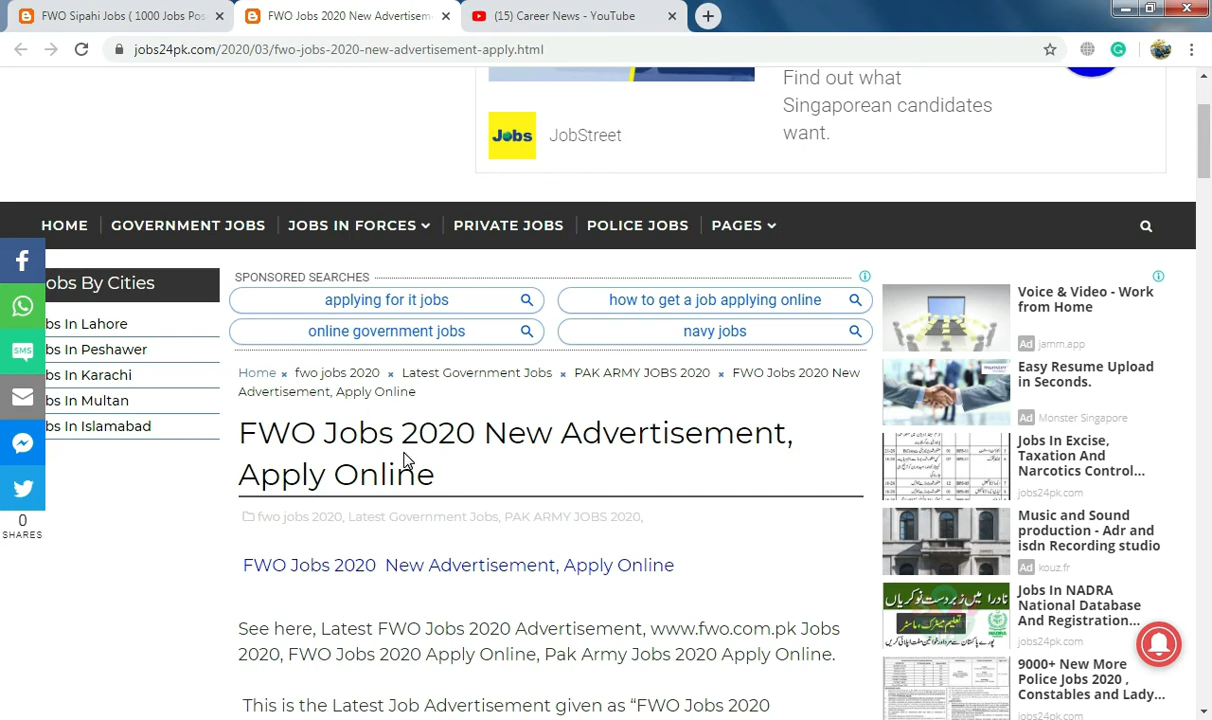 FWO Sipahi Jobs ( 1000 Jobs Pos
FWO Jobs 2020 New Advertisem
(15) Career News - YouTube
jobs24pk.com/2020/03/fwo-jobs-2020-new-advertisement-apply.html
Find out what
Singaporean candidates
want.
Jobs
JobStreet
HOME
GOVERNMENT JOBS
JOBS IN FORCES
PRIVATE JOBS
POLICE JOBS
PAGES
obs By Cities
bs In Lahore
bs In Peshawer
bs In Karachi
bs In Multan
bs In Islamabad
SMS
0
SHARES
SPONSORED SEARCHES
applying for it jobs
how to get a job applying online
online government jobs
navy jobs
Home × fwo jobs 2020 × Latest Government Jobs × PAK ARMY JOBS 2020 × FWO Jobs 2020 New
Advertisement, Apply Online
FWO Jobs 2020 New Advertisement,
Apply Online
fwo jobs 2020, Latest Government Jobs, PAK ARMY JOBS 2020,
FWO Jobs 2020  New Advertisement, Apply Online
See here, Latest FWO Jobs 2020 Advertisement, www.fwo.com.pk Jobs
2020, FWO Jobs 2020 Apply Online, Pak Army Jobs 2020 Apply Online.
This is the Latest Job Advertisement given as “FWO Jobs 2020
Voice & Video - Work
from Home
Ad jamm.app
Easy Resume Upload
in Seconds.
Ad Monster Singapore
Jobs In Excise,
Taxation And
Narcotics Control...
jobs24pk.com
Music and Sound
production - Adr and
isdn Recording studio
Ad kouz.fr
نادرا میں زبردست نوکریاں
Jobs In NADRA
National Database
And Registration...
jobs24pk.com
9000+ New More
Police Jobs 2020 ,
Constables and Lady...
jobs24pk.com